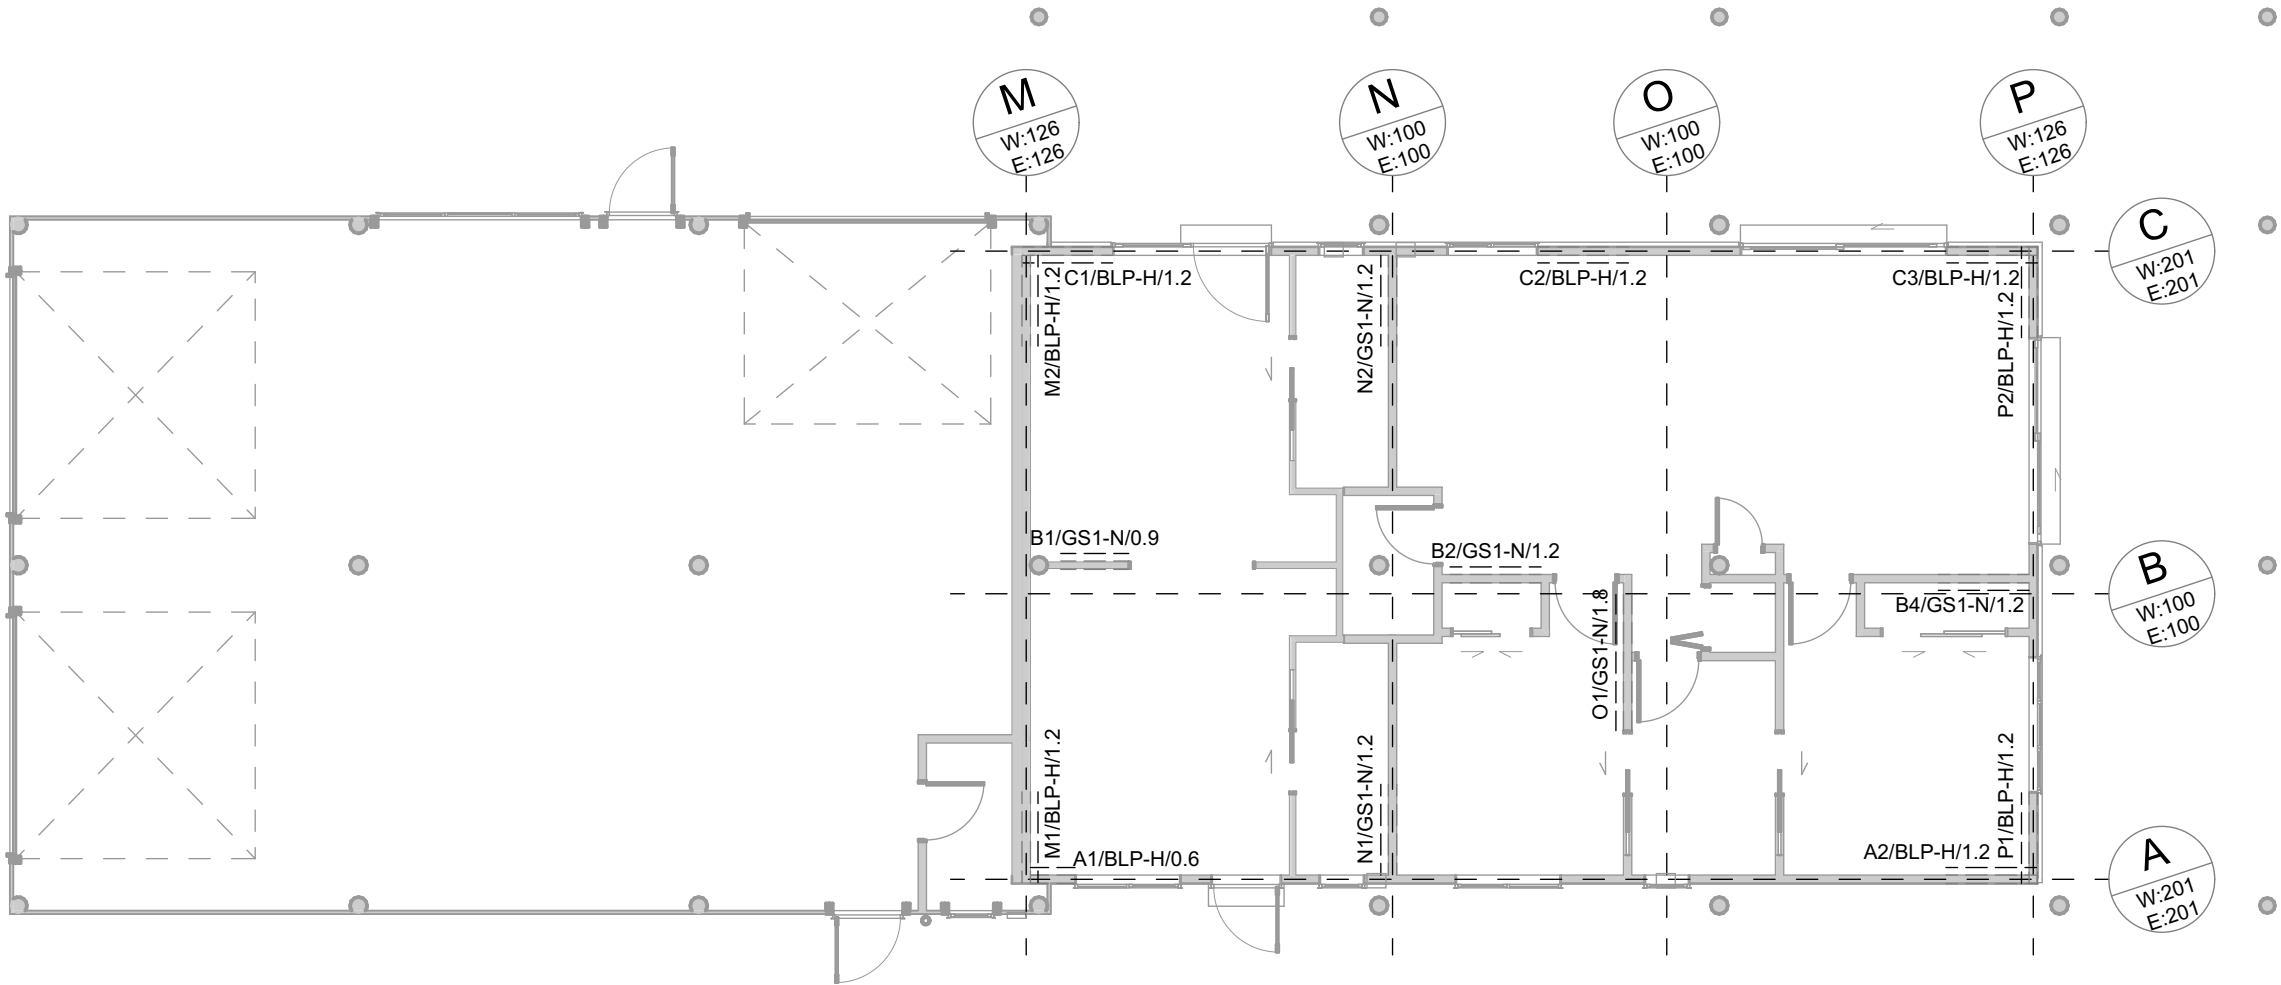 M
W:126
E:126
N
W:100
E:100
O
W:100
E:100
P
W:126
E:126
C
W:201
E:201
C1/BLP-H/1.2
C2/BLP-H/1.2
C3/BLP-H/1.2
M2/BLP-H/1.2
N2/GS1-N/1.2
P2/BLP-H/1.2
B1/GS1-N/0.9
B2/GS1-N/1.2
B
W:100
E:100
B4/GS1-N/1.2
O1/GS1-N/1.8
M1/BLP-H/1.2
N1/GS1-N/1.2
P1/BLP-H/1.2
A1/BLP-H/0.6
A2/BLP-H/1.2
A
W:201
E:201